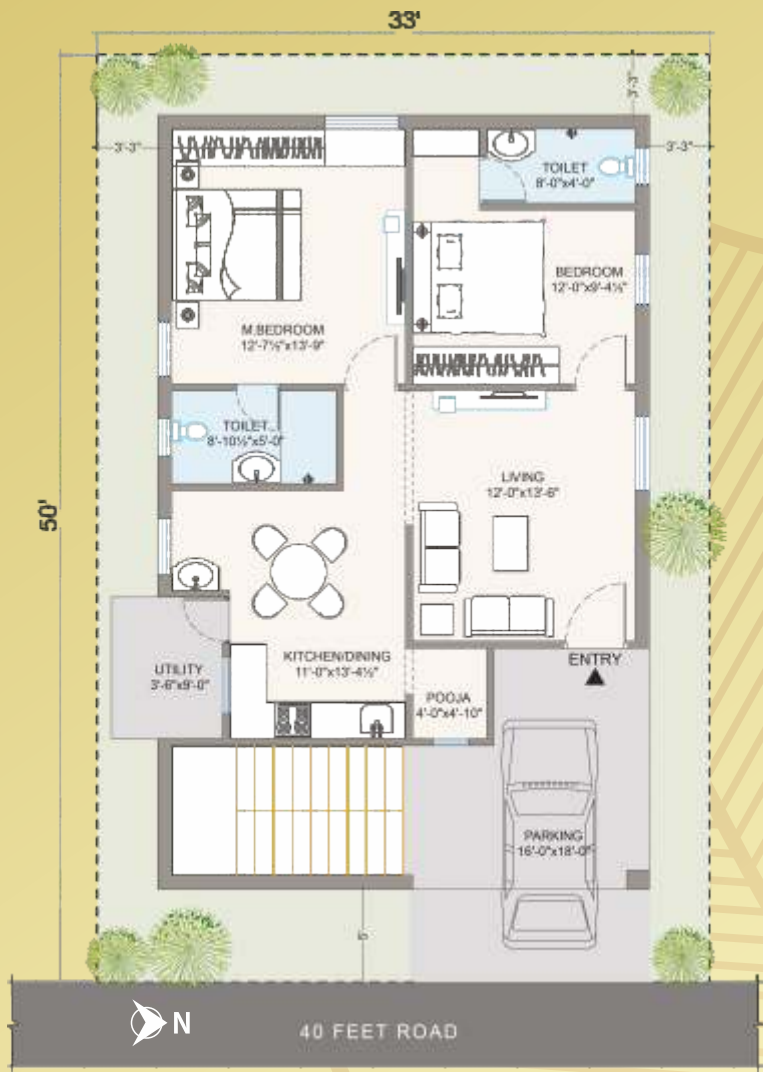 33'
50'
3'-3"
3'-3"
3'-3"
TOILET
8'-0"x4'-0"
BEDROOM
12'-0"x9'-4½"
M.BEDROOM
12'-7½"x13'-9"
TOILET
8'-10½"x5'-0"
LIVING
12'-0"x13'-6"
KITCHEN/DINING
11'-0"x13'-4½"
UTILITY
3'-6"x9'-0"
POOJA
4'-0"x4'-10"
ENTRY
PARKING
16'-0"x18'-0"
N
40 FEET ROAD